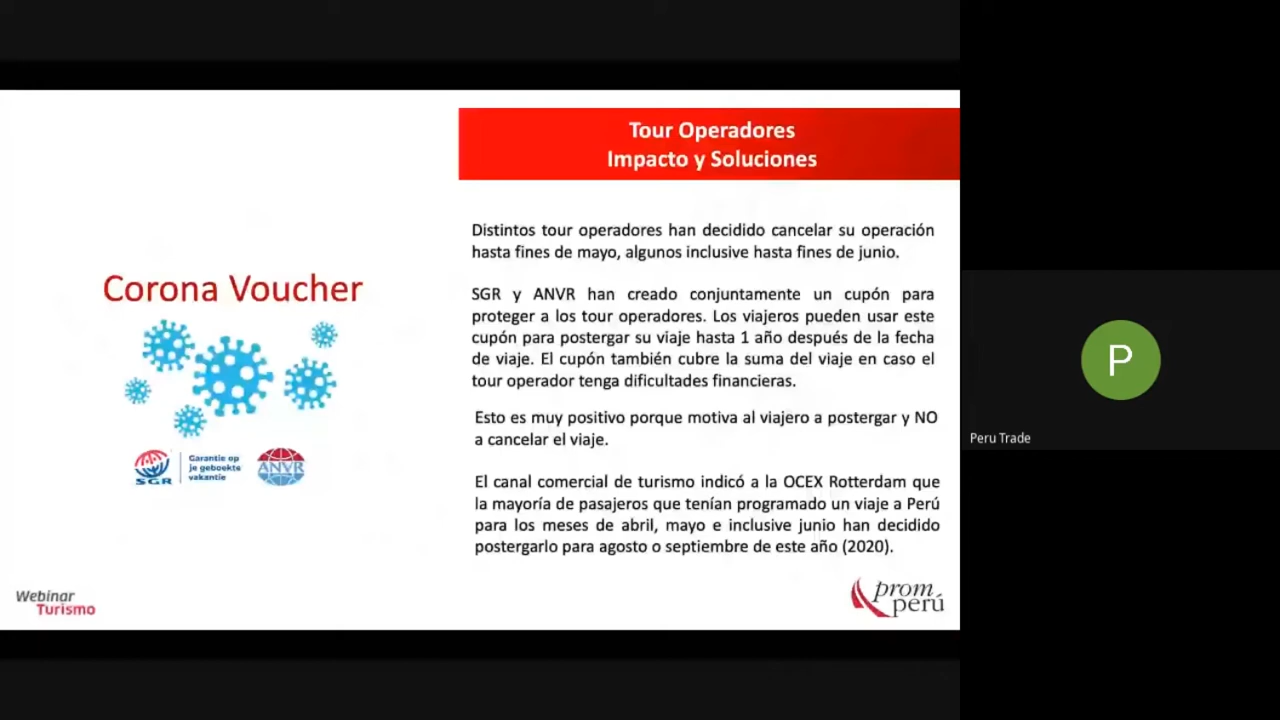 Tour Operadores
Impacto y Soluciones
Corona Voucher
SGR
Garantie op
je geboekte
vakantie
ANVR
Distintos tour operadores han decidido cancelar su operación
hasta fines de mayo, algunos inclusive hasta fines de junio.
SGR y ANVR han creado conjuntamente un cupón para
proteger a los tour operadores. Los viajeros pueden usar este
cupón para postergar su viaje hasta 1 año después de la fecha
de viaje. El cupón también cubre la suma del viaje en caso el
tour operador tenga dificultades financieras.
Esto es muy positivo porque motiva al viajero a postergar y NO
a cancelar el viaje.
El canal comercial de turismo indicó a la OCEX Rotterdam que
la mayoría de pasajeros que tenían programado un viaje a Perú
para los meses de abril, mayo e inclusive junio han decidido
postergarlo para agosto o septiembre de este año (2020).
Webinar
Turismo
prom
perú
P
Peru Trade